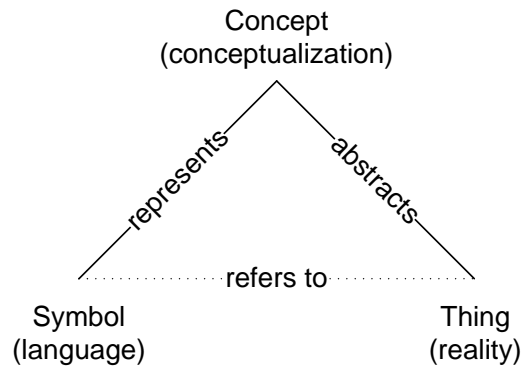 Concept
(conceptualization)
represents
abstracts
refers to
Symbol
(language)
Thing
(reality)